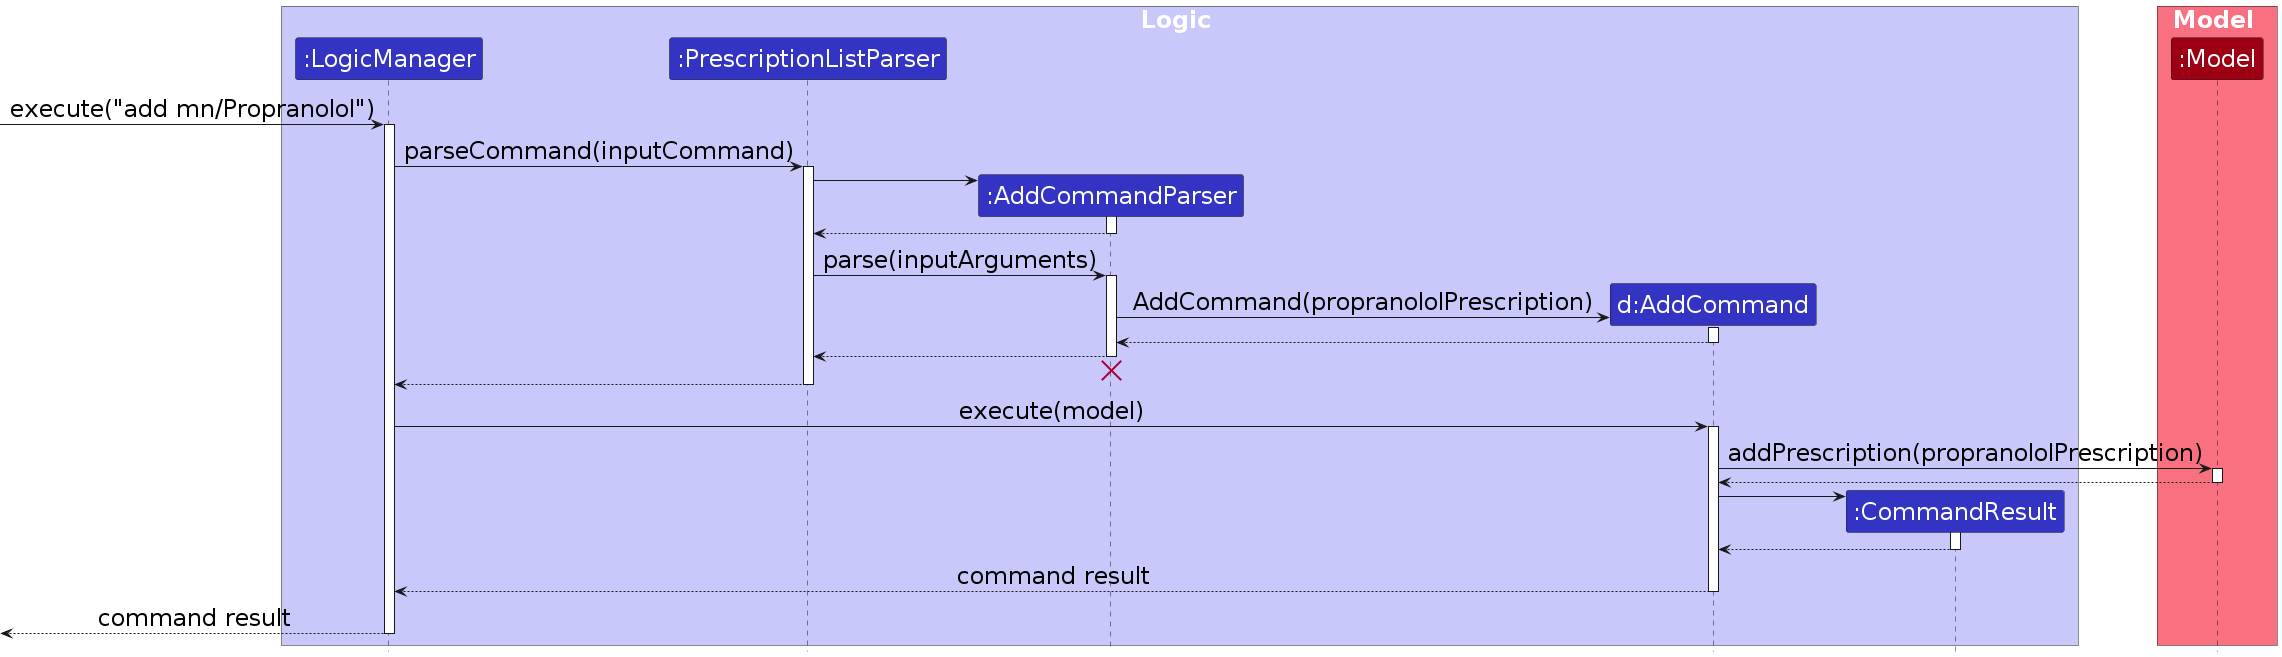 Logic
Model
:LogicManager
:PrescriptionListParser
:Model
execute("add mn/Propranolol")
parseCommand(inputCommand)
:AddCommandParser
parse(inputArguments)
AddCommand(propranololPrescription)
d:AddCommand
execute(model)
addPrescription(propranololPrescription)
:CommandResult
command result
command result